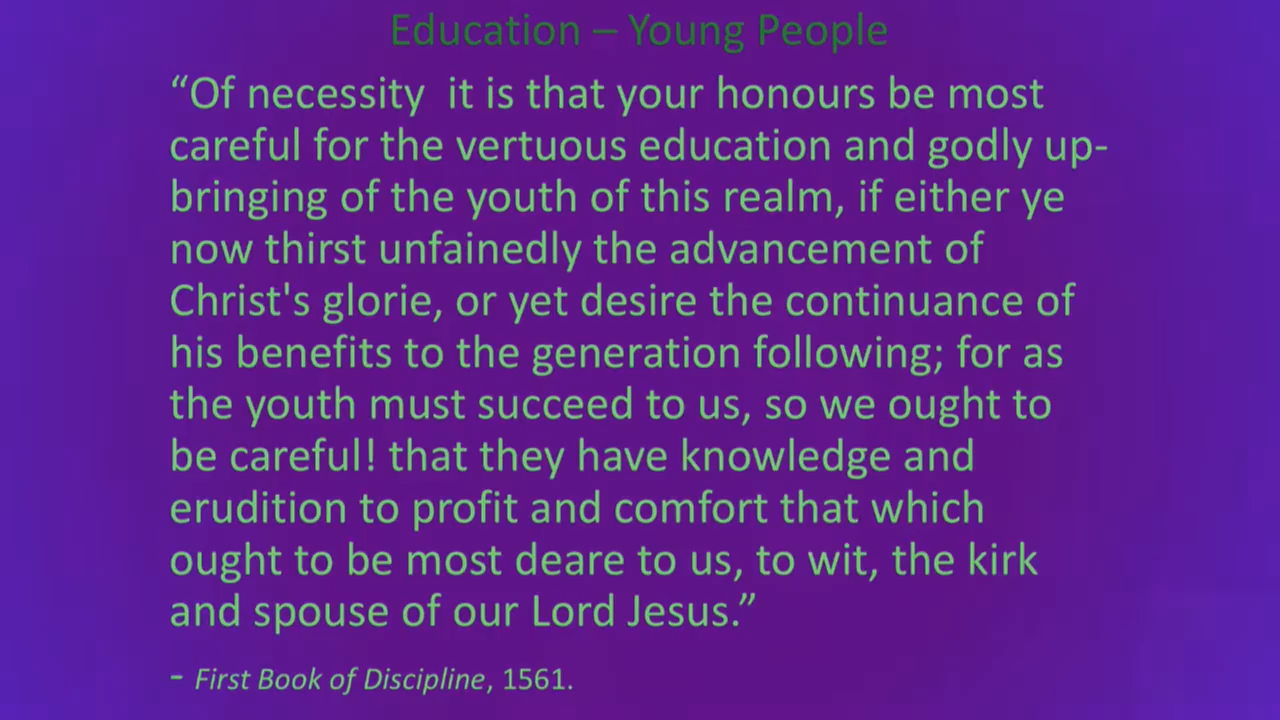 Education – Young People
“Of necessity  it is that your honours be most
careful for the vertuous education and godly up-
bringing of the youth of this realm, if either ye
now thirst unfainedly the advancement of
Christ's glorie, or yet desire the continuance of
his benefits to the generation following; for as
the youth must succeed to us, so we ought to
be careful! that they have knowledge and
erudition to profit and comfort that which
ought to be most deare to us, to wit, the kirk
and spouse of our Lord Jesus.”
- First Book of Discipline, 1561.